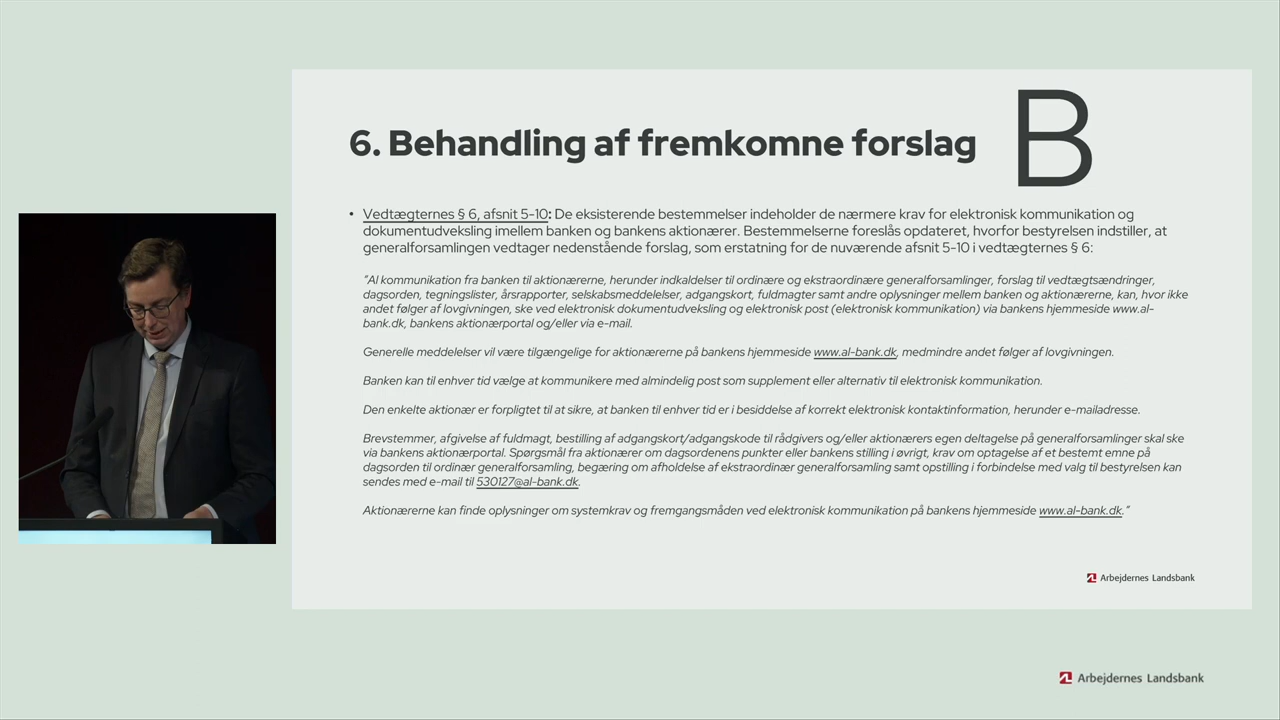 6. Behandling af fremkomne forslag
B
• Vedtægternes § 6, afsnit 5-10: De eksisterende bestemmelser indeholder de nærmere krav for elektronisk kommunikation og
dokumentudveksling imellem banken og bankens aktionærer. Bestemmelserne foreslås opdateret, hvorfor bestyrelsen indstiller, at
generalforsamlingen vedtager nedenstående forslag, som erstatning for de nuværende afsnit 5-10 i vedtægternes § 6:
"Al kommunikation fra banken til aktionærerne, herunder indkaldelser til ordinære og ekstraordinære generalforsamlinger, forslag til vedtægtsændringer,
dagsorden, tegningslister, årsrapporter, selskabsmeddelelser, adgangskort, fuldmagter samt andre oplysninger mellem banken og aktionærerne, kan, hvor ikke
andet følger af lovgivningen, ske ved elektronisk dokumentudveksling og elektronisk post (elektronisk kommunikation) via bankens hjemmeside www.al-
bank.dk, bankens aktionærportal og/eller via e-mail.
Generelle meddelelser vil være tilgængelige for aktionærerne på bankens hjemmeside www.al-bank.dk, medmindre andet følger af lovgivningen.
Banken kan til enhver tid vælge at kommunikere med almindelig post som supplement eller alternativ til elektronisk kommunikation.
Den enkelte aktionær er forpligtet til at sikre, at banken til enhver tid er i besiddelse af korrekt elektronisk kontaktinformation, herunder e-mailadresse.
Brevstemmer, afgivelse af fuldmagt, bestilling af adgangskort/adgangskode til rådgivers og/eller aktionærers egen deltagelse på generalforsamlinger skal ske
via bankens aktionærportal. Spørgsmål fra aktionærer om dagsordenens punkter eller bankens stilling i øvrigt, krav om optagelse af et bestemt emne på
dagsorden til ordinær generalforsamling, begæring om afholdelse af ekstraordinær generalforsamling samt opstilling i forbindelse med valg til bestyrelsen kan
sendes med e-mail til 530127@al-bank.dk.
Aktionærerne kan finde oplysninger om systemkrav og fremgangsmåden ved elektronisk kommunikation på bankens hjemmeside www.al-bank.dk."
Arbejdernes Landsbank
Arbejdernes Landsbank